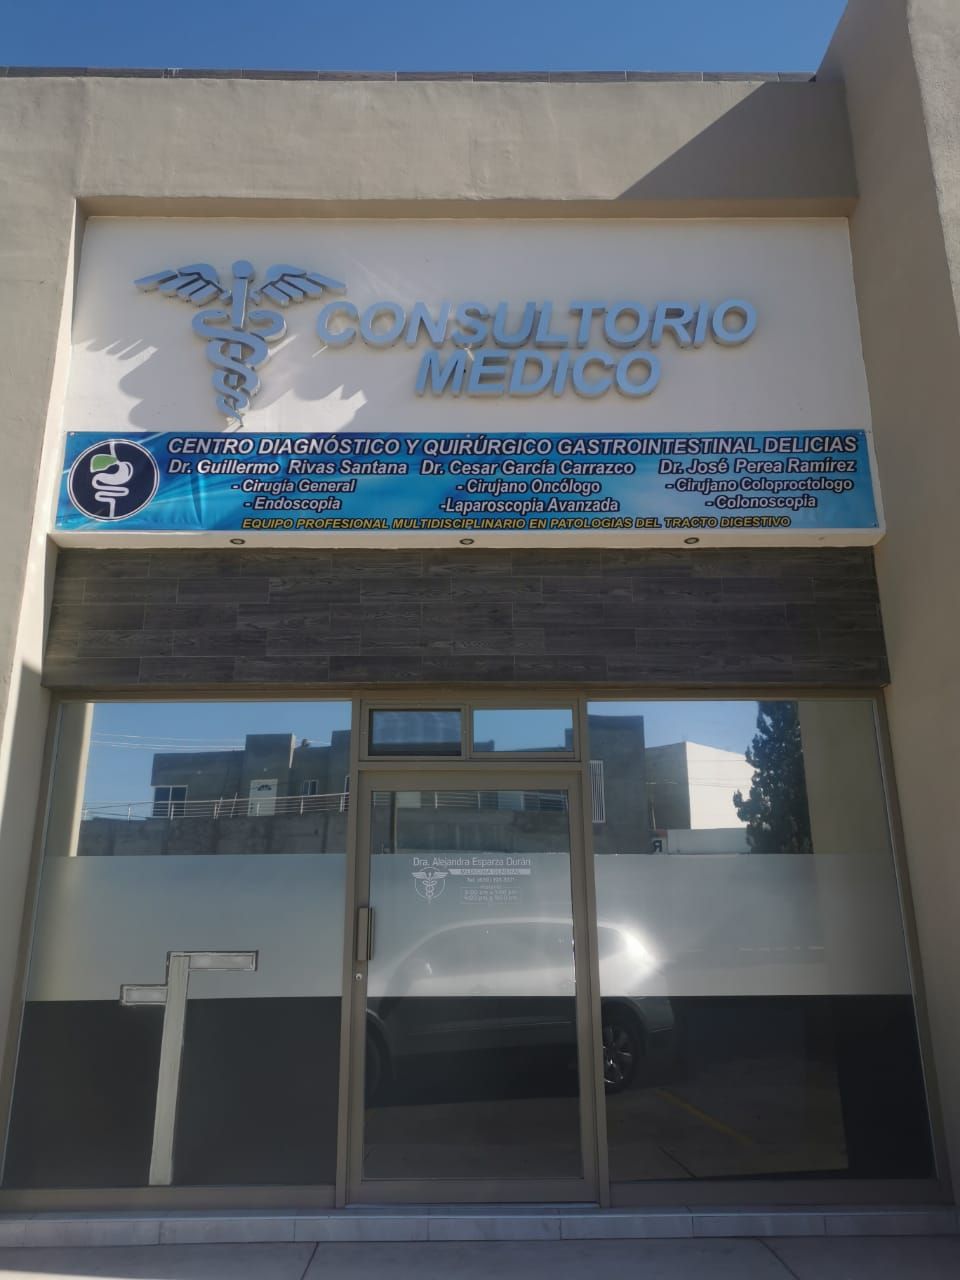 CONSULTORIO
MEDICO
CENTRO DIAGNÓSTICO Y QUIRÚRGICO GASTROINTESTINAL DELICIAS
Dr. Guillermo Rivas Santana Dr. Cesar García Carrazco Dr. José Perea Ramírez
- Cirugía General - Cirujano Oncólogo - Cirujano Coloproctologo
- Endoscopia -Laparoscopia Avanzada -Colonoscopia
EQUIPO PROFESIONAL MULTIDISCIPLINARIO EN PATOLOGIAS DEL TRACTO DIGESTIVO
Dra. Alejandra Esparza Durán
MEDICINA GENERAL